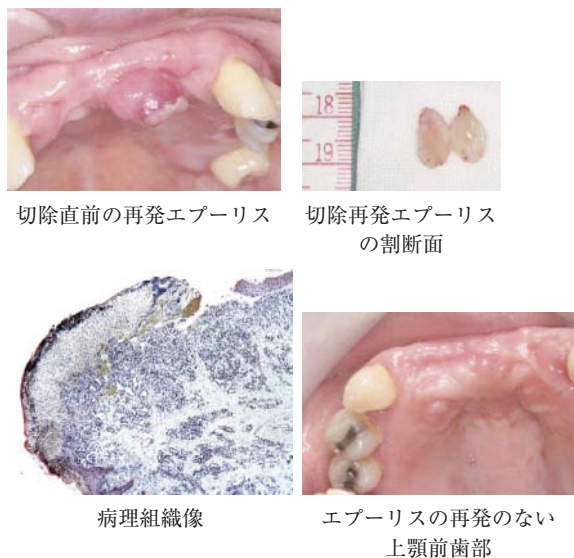 18
19
切除直前の再発エプーリス
切除再発エプーリス
の割断面
病理組織像
エプーリスの再発のない
上顎前歯部